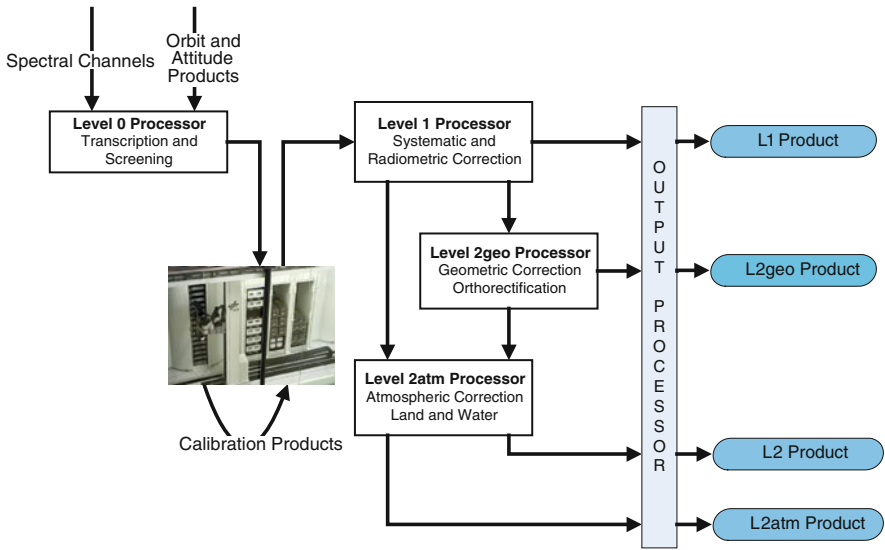 Spectral Channels
Orbit and
Attitude
Products
Level 0 Processor
Transcription and
Screening
Level 1 Processor
Systematic and
Radiometric Correction
Level 2geo Processor
Geometric Correction
Orthorectification
Level 2atm Processor
Atmospheric Correction
Land and Water
Calibration Products
OUTPUT PROCESSOR
L1 Product
L2geo Product
L2 Product
L2atm Product